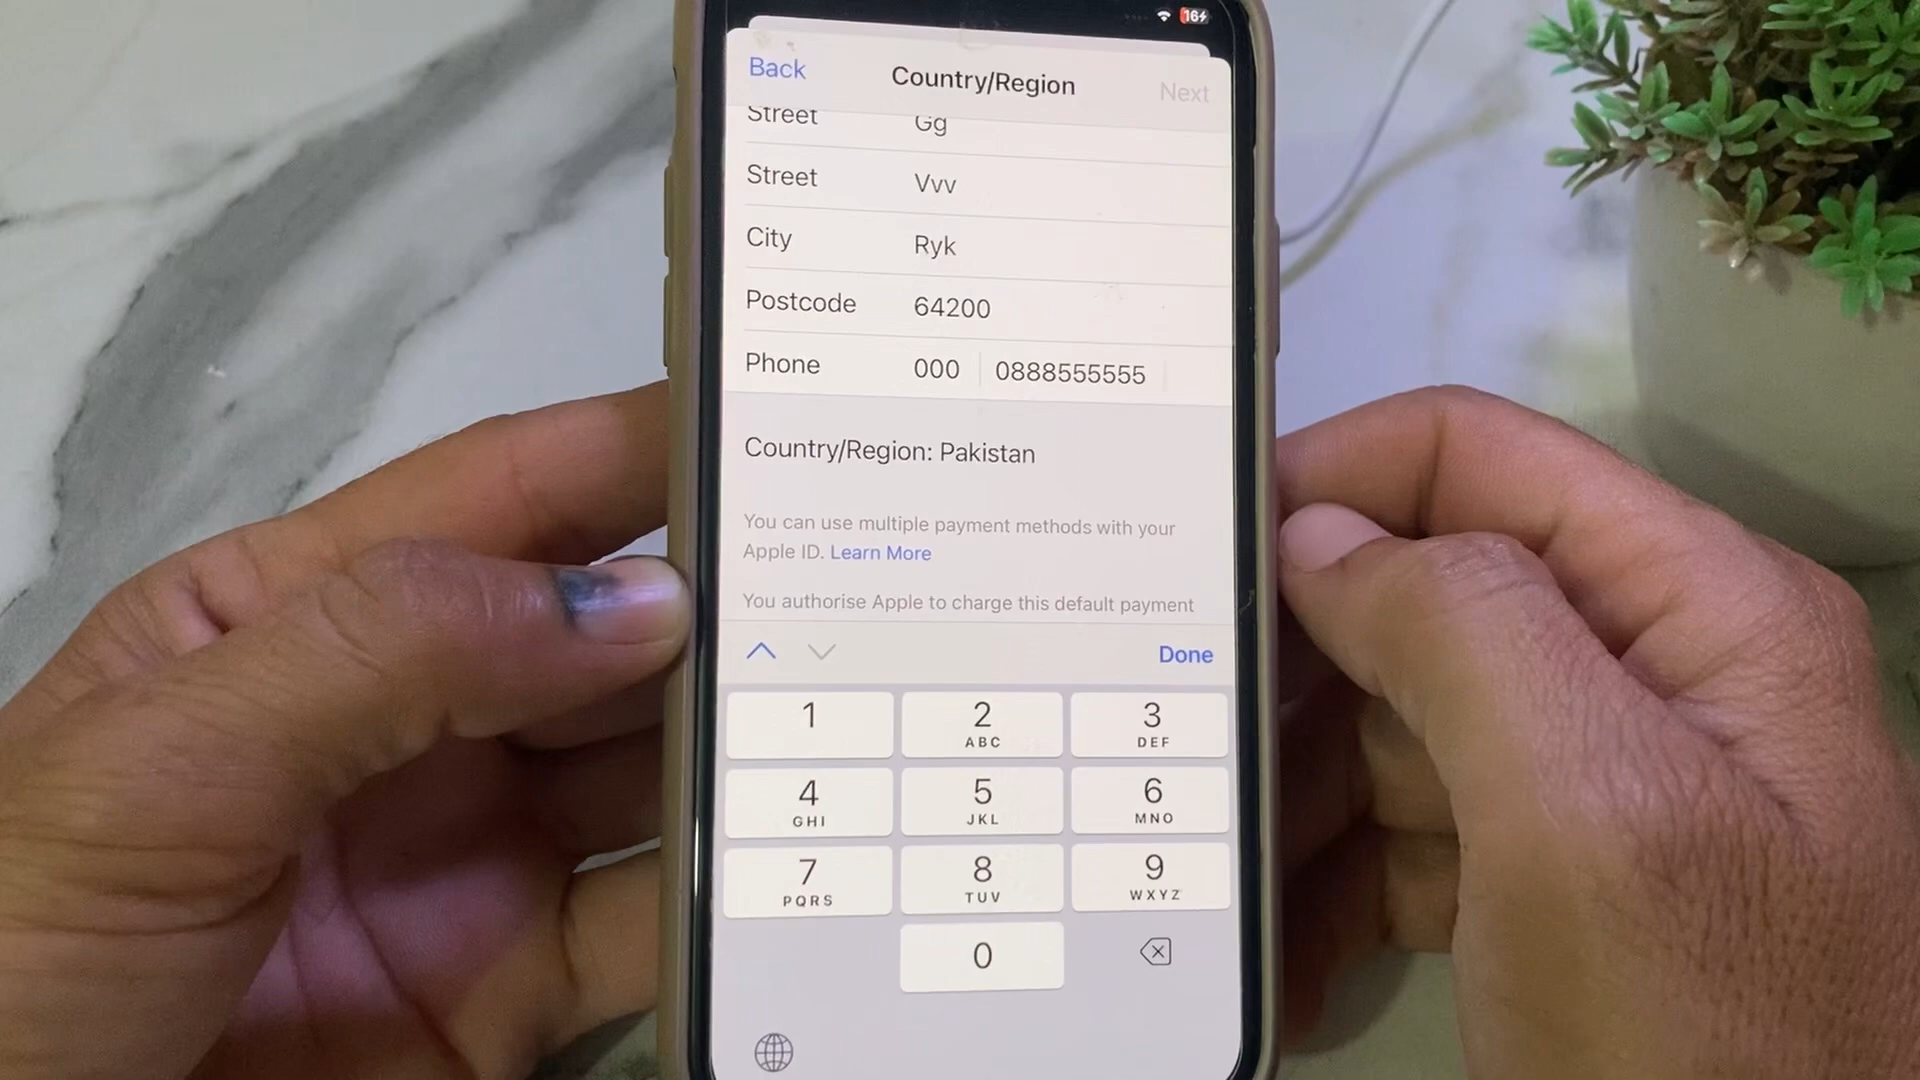 16
Back
Country/Region
Next
Street Gg
Street Vvv
City Ryk
Postcode 64200
Phone 000 0888555555
Country/Region: Pakistan
You can use multiple payment methods with your
Apple ID. Learn More
You authorise Apple to charge this default payment
Done
1
2
ABC
3
DEF
4
GHI
5
JKL
6
MNO
7
PQRS
8
TUV
9
WXYZ
0